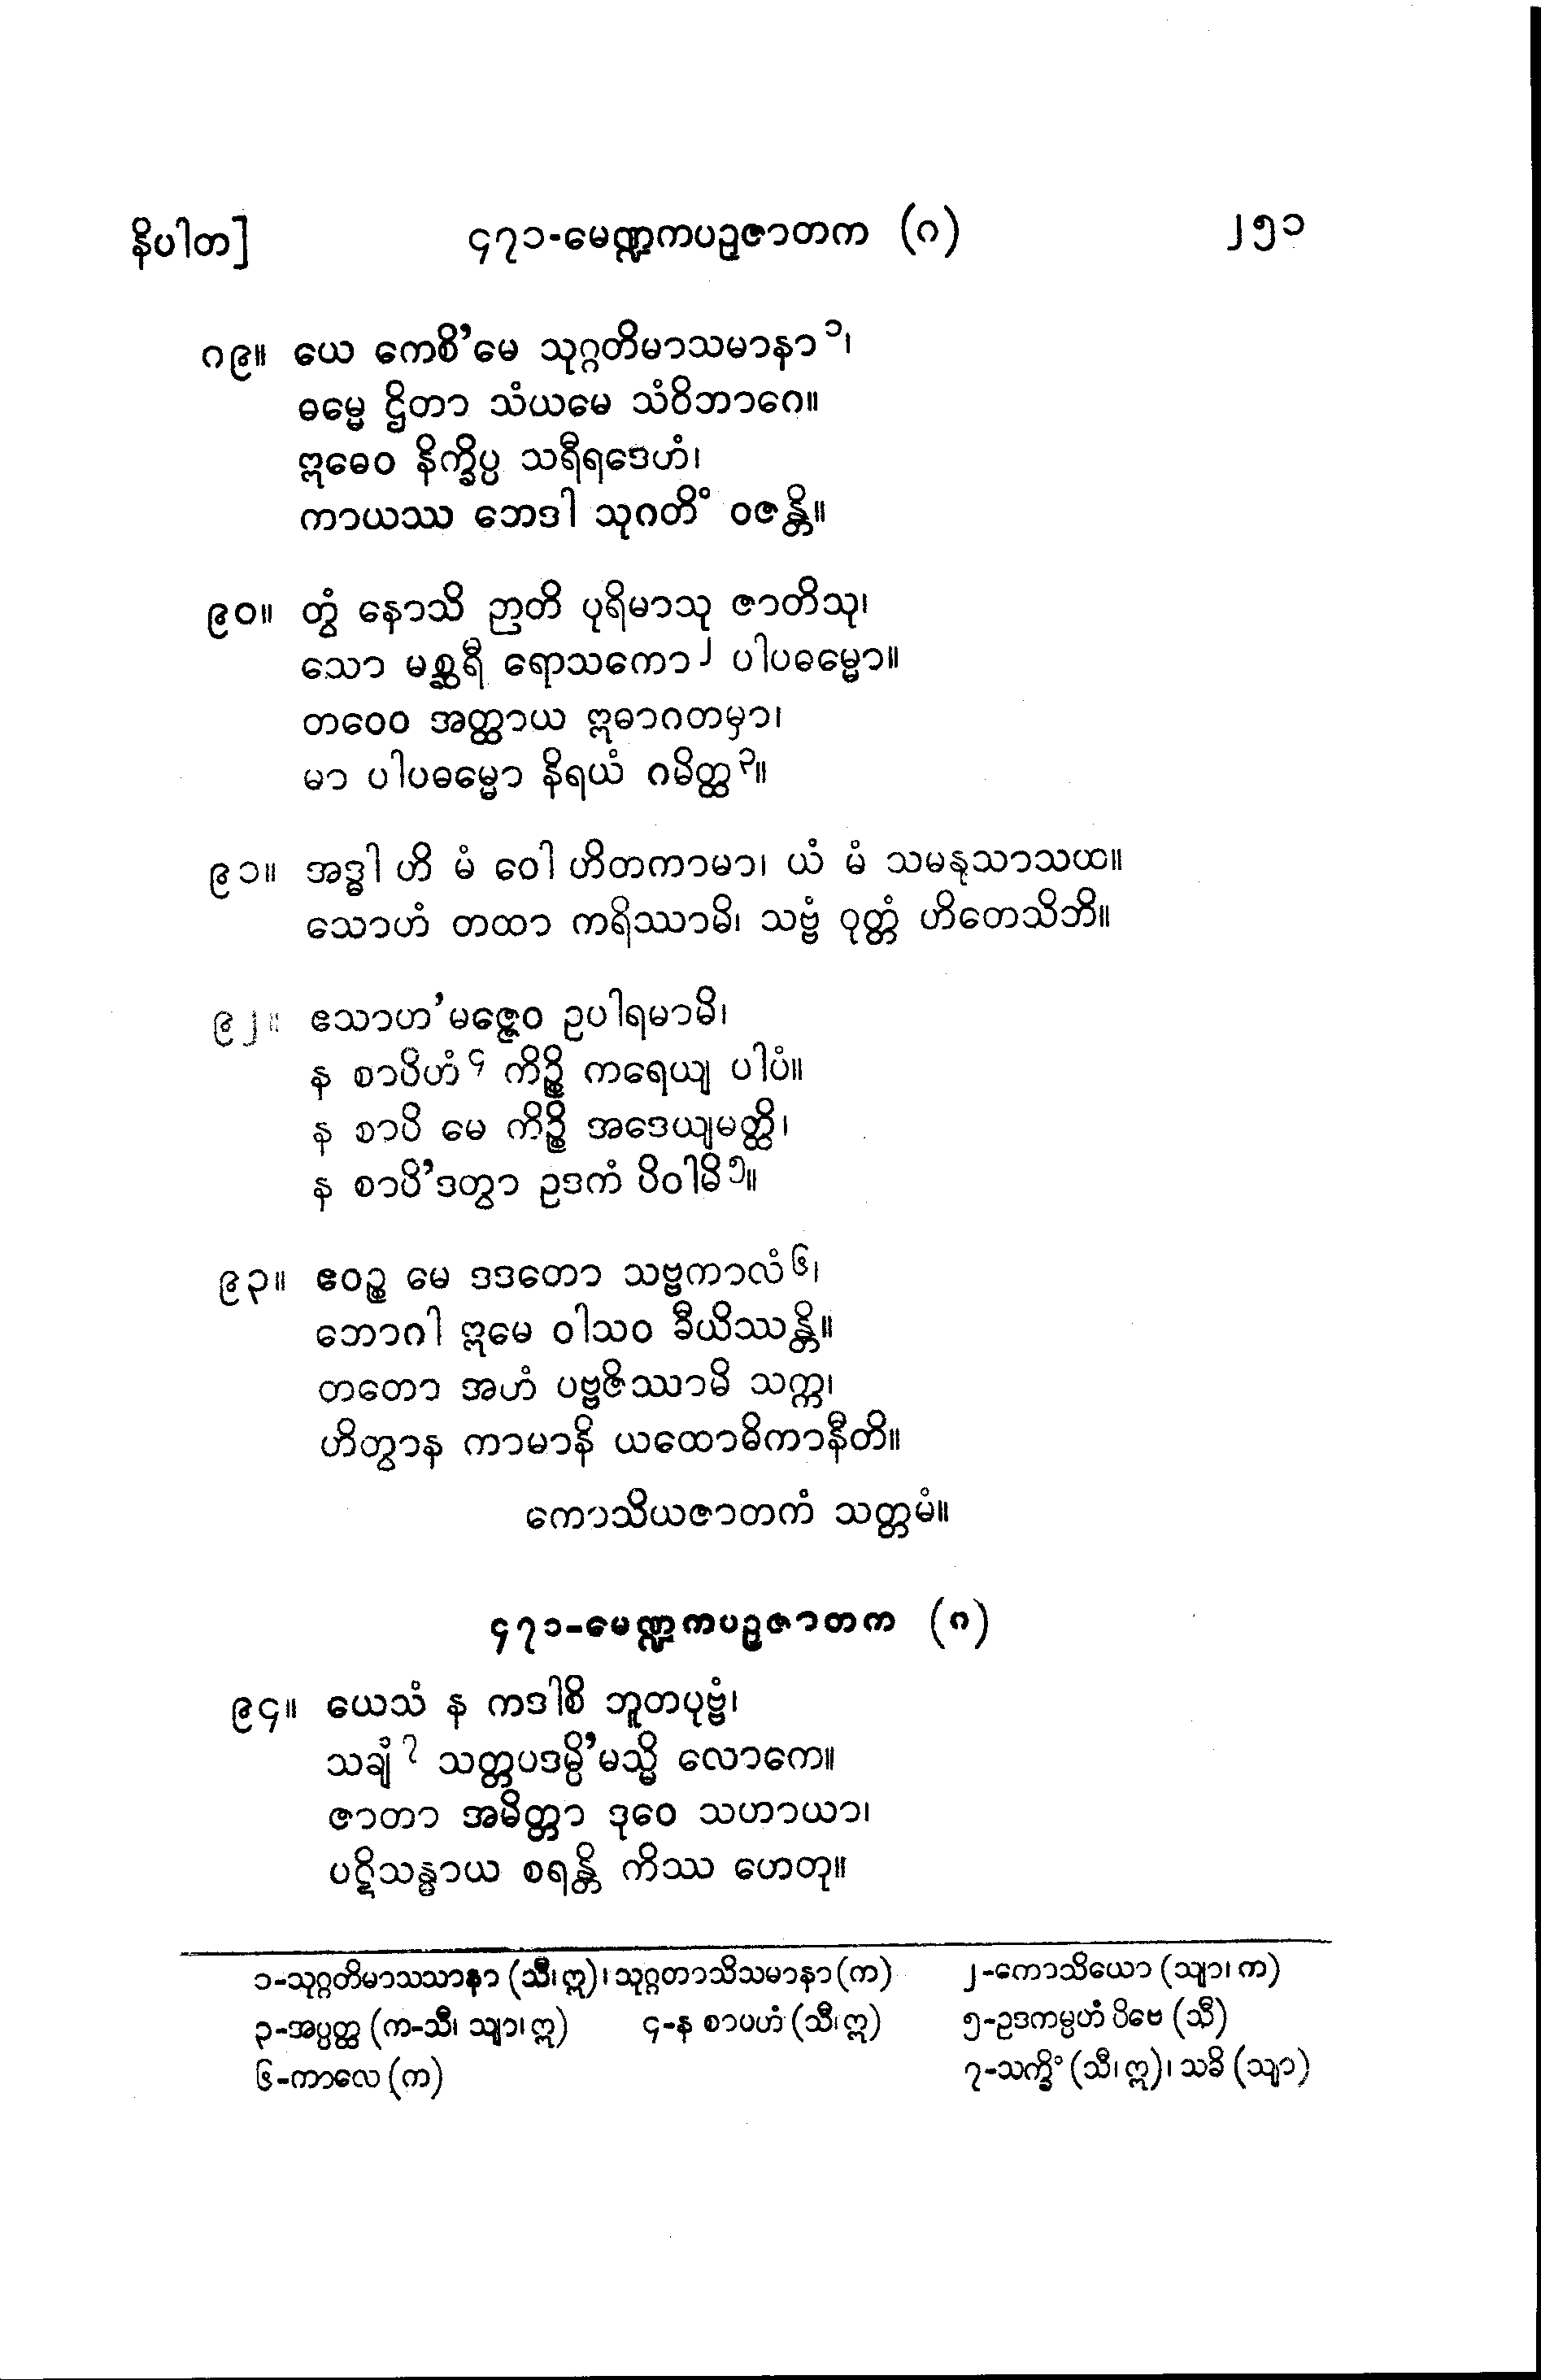 နိပါတ] ၄၇၁-မေဏ္ဍကပဉှဇာတက (ဂ) ၂၅၁
ဂ၉။ ယေ ကေစိ’မေ သုဂ္ဂတိမာသမာနာ၁၊
ဓမ္မေ ဌိတာ သံယမေ သံဝိဘာဂေ။
ဣဓေဝ နိက္ခိပ္ပ သရီရဒေဟံ၊
ကာယဿ ဘေဒါ သုဂတိံ ဝဇန္တိ။
၉ဝ။ တွံ နောသိ ဉာတိ ပုရိမာသု ဇာတိသု၊
သော မစ္ဆရီ ရောသကော၂ ပါပဓမ္မော။
တဝေဝ အတ္ထာယ ဣဓာဂတမှာ၊
မာ ပါပဓမ္မော နိရယံ ဂမိတ္ထ၃။
၉၁။ အဒ္ဓါ ဟိ မံ ဝေါ ဟိတကာမာ၊ ယံ မံ သမနုသာသထ။
သောဟံ တထာ ကရိဿာမိ၊ သဗ္ဗံ ဝုတ္တံ ဟိတေသိဘိ။
၉၂။ ဧသာဟ’မဇ္ဇေဝ ဥပါရမာမိ၊
န စာပိဟံ၄ ကိဉ္စိ ကရေယျ ပါပံ။
န စာပိ မေ ကိဉ္စိ အဒေယျမတ္ထိ၊
န စာပိ’ဒတွာ ဥဒကံ ပိဝါမိ၅။
၉၃။ ဧဝဉ္စ မေ ဒဒတော သဗ္ဗကာလံ၆၊
ဘောဂါ ဣမေ ဝါသဝ ခီယိဿန္တိ။
တတော အဟံ ပဗ္ဗဇိဿာမိ သက္က၊
ဟိတွာန ကာမာနိ ယထောဓိကာနီတိ။
ကောသိယဇာတကံ သတ္တမံ။
၄၇၁-မေဏ္ဍကပဉှဇာတက (ဂ)
၉၄။ ယေသံ န ကဒါစိ ဘူတပုဗ္ဗံ၊
သချံ၇ သတ္တပဒမ္ပိ’မသ္မိ လောကေ။
ဇာတာ အမိတ္တာ ဒုဝေ သဟာယာ၊
ပဋိသန္ဓာယ စရန္တိ ကိဿ ဟေတု။
၁-သုဂ္ဂတိမာသသာနာ (သီ၊ ဣ)၊ သုဂ္ဂတာသိသမာနာ (က) ၂-ကောသိယော (သျာ၊ က)
၃-အပ္ပတ္ထ (က-သီ၊ သျာ၊ ဣ) ၄-န စာပဟံ (သီ၊ ဣ) ၅-ဥဒကမ္ပဟံ ပိဗေ (သီ)
၆-ကာလေ (က) ၇-သက္ခိံ (သီ၊ ဣ)၊ သခိ (သျာ)